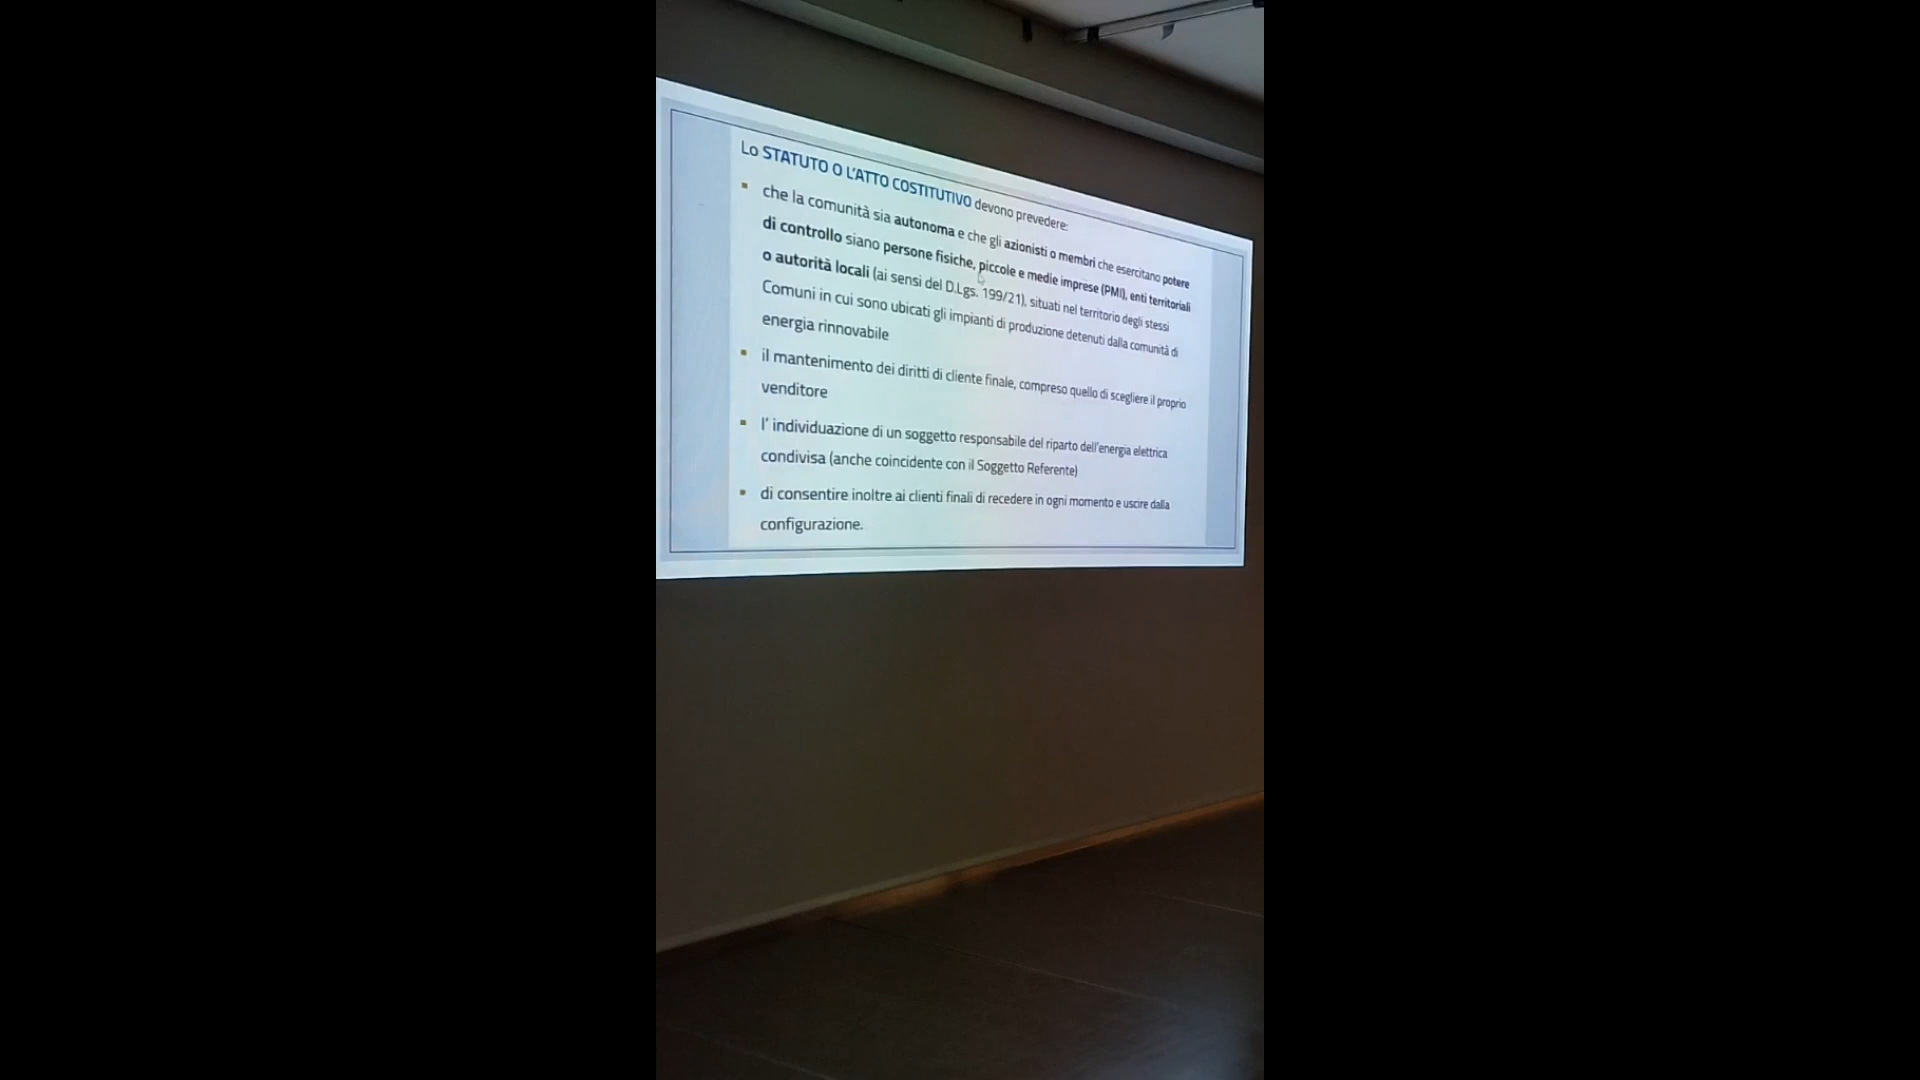 Lo STATUTO O L'ATTO COSTITUTIVO devono prevedere:
▪ che la comunità sia autonoma e che gli azionisti o membri che esercitano potere
di controllo siano persone fisiche, piccole e medie imprese (PMI), enti territoriali
o autorità locali (ai sensi del D.Lgs. 199/21), situati nel territorio degli stessi
Comuni in cui sono ubicati gli impianti di produzione detenuti dalla comunità di
energia rinnovabile
▪ il mantenimento dei diritti di cliente finale, compreso quello di scegliere il proprio
venditore
▪ l' individuazione di un soggetto responsabile del riparto dell'energia elettrica
condivisa (anche coincidente con il Soggetto Referente)
▪ di consentire inoltre ai clienti finali di recedere in ogni momento e uscire dalla
configurazione.